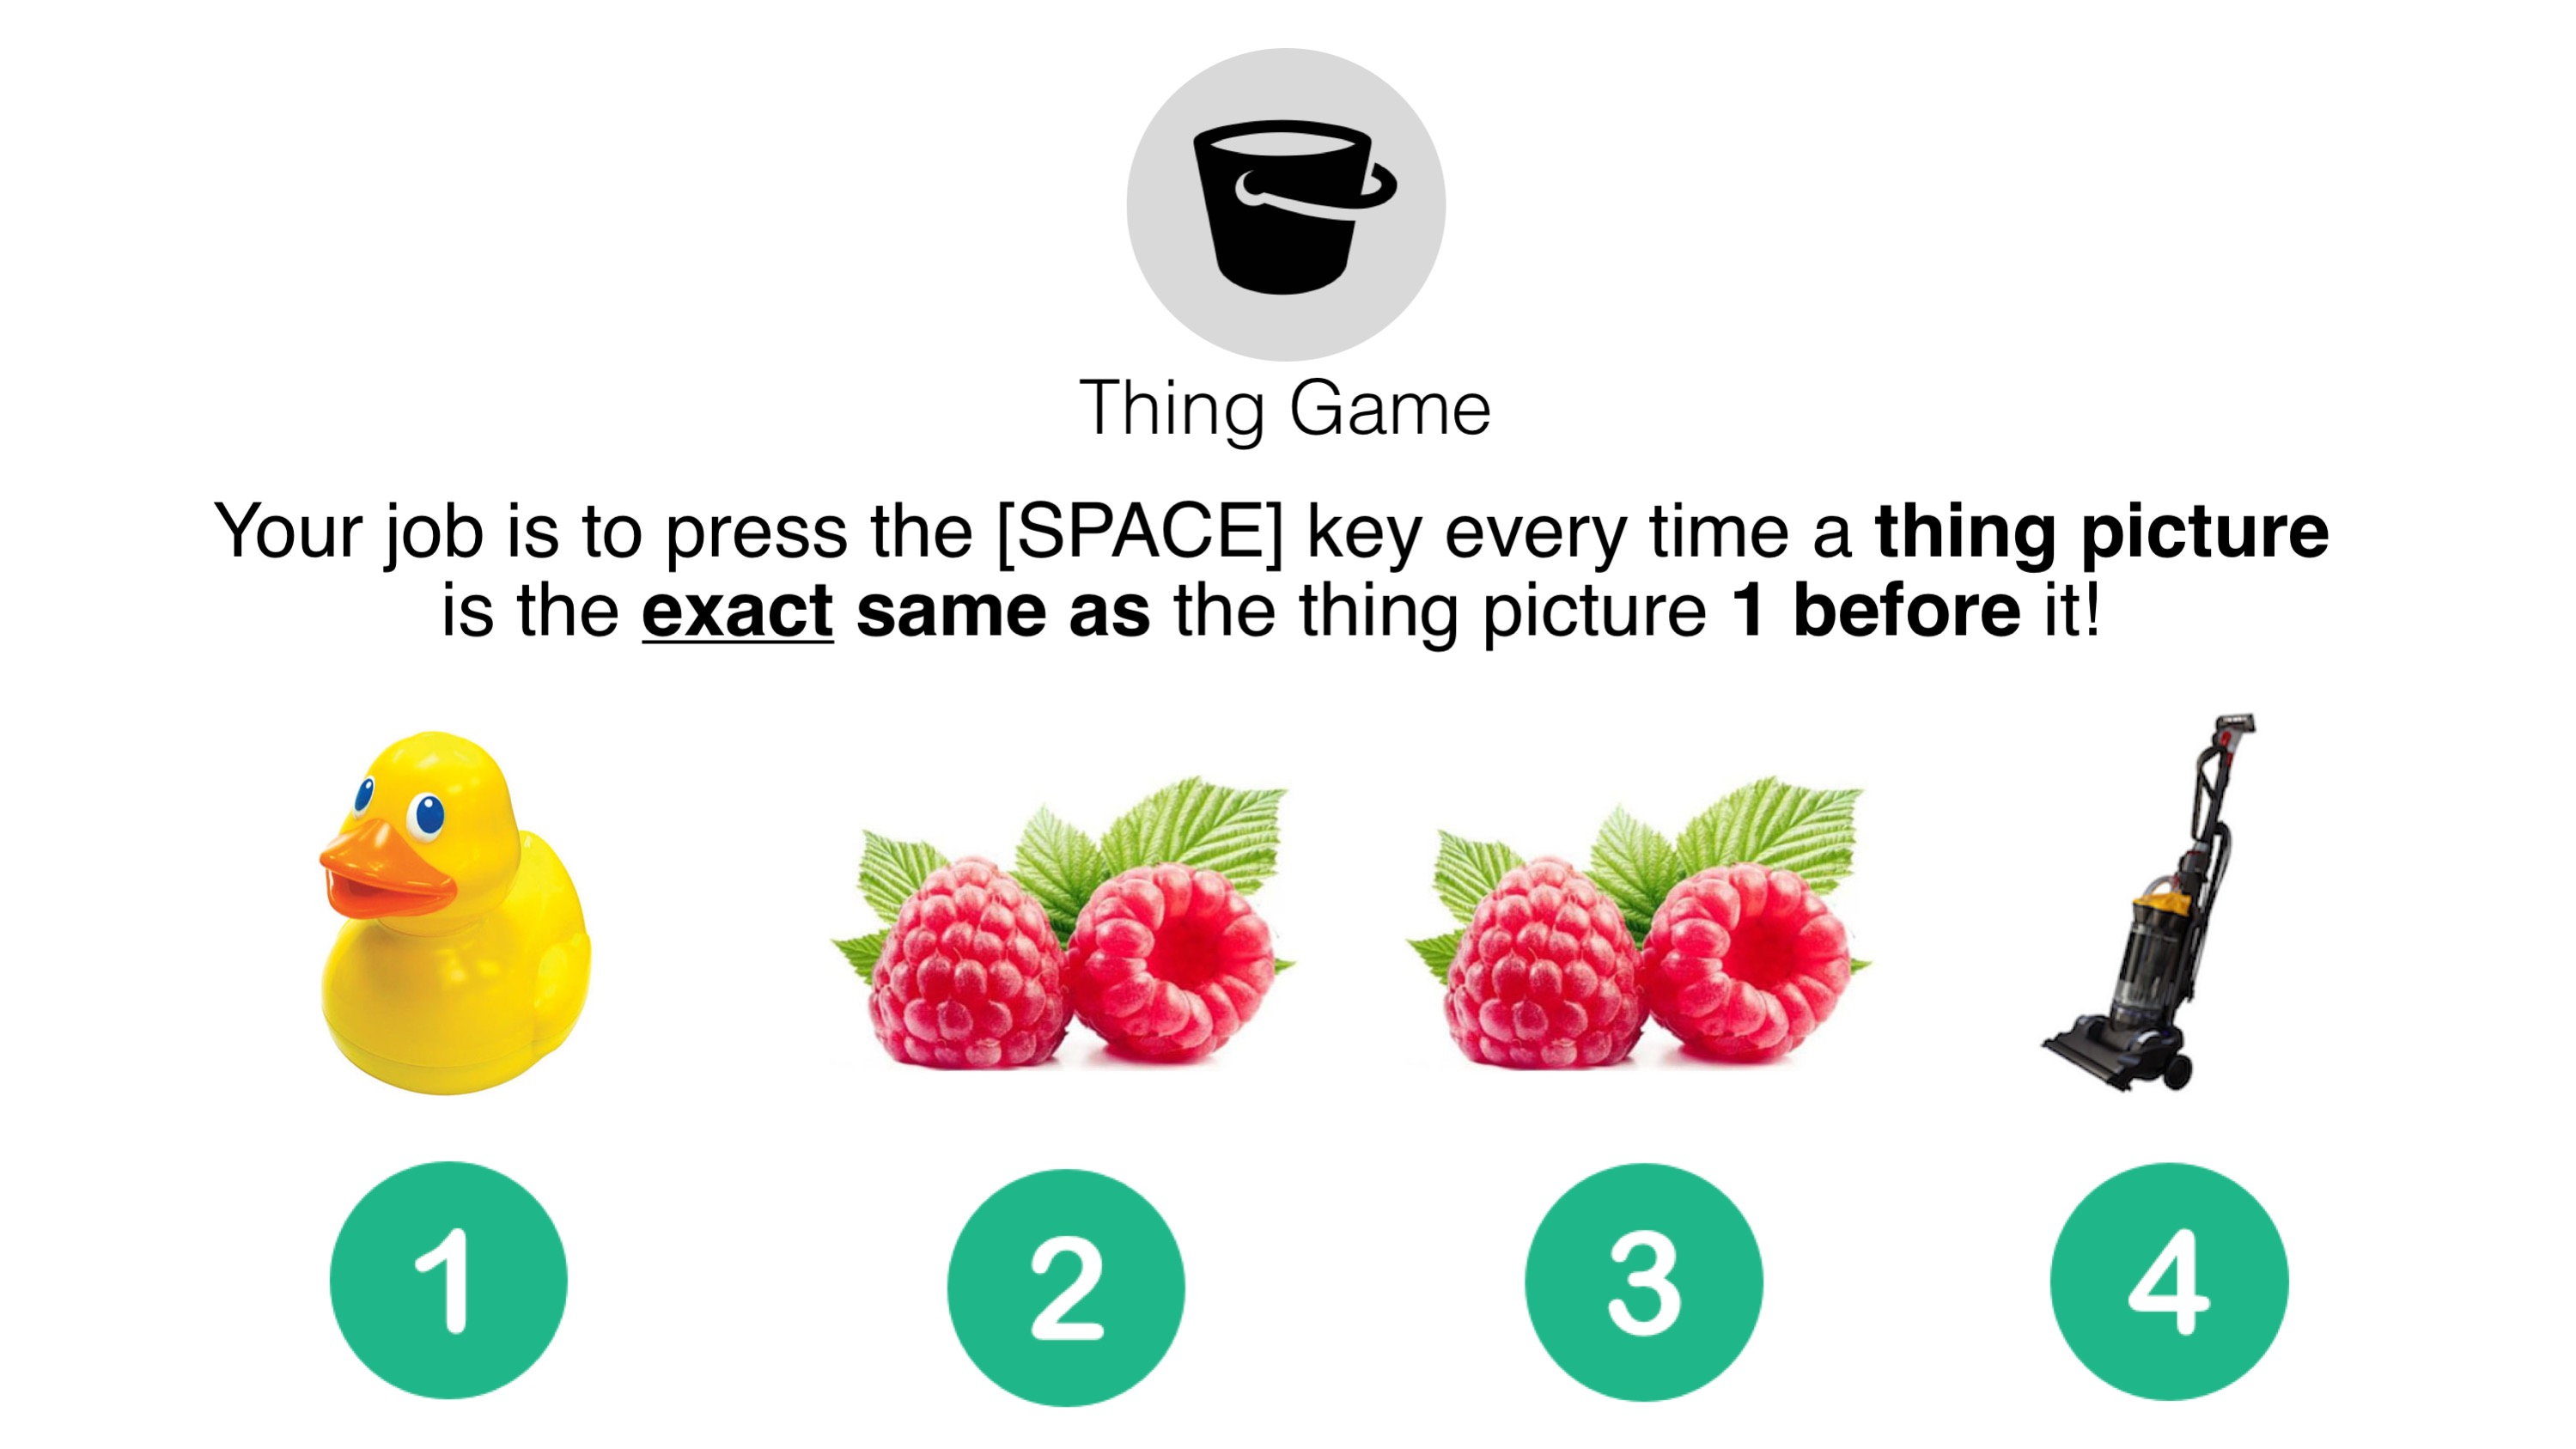 Thing Game
Your job is to press the [SPACE] key every time a thing picture
is the exact same as the thing picture 1 before it!
1 2 3 4